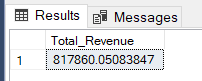 Results Messages
Total_Revenue
1 817860.05083847